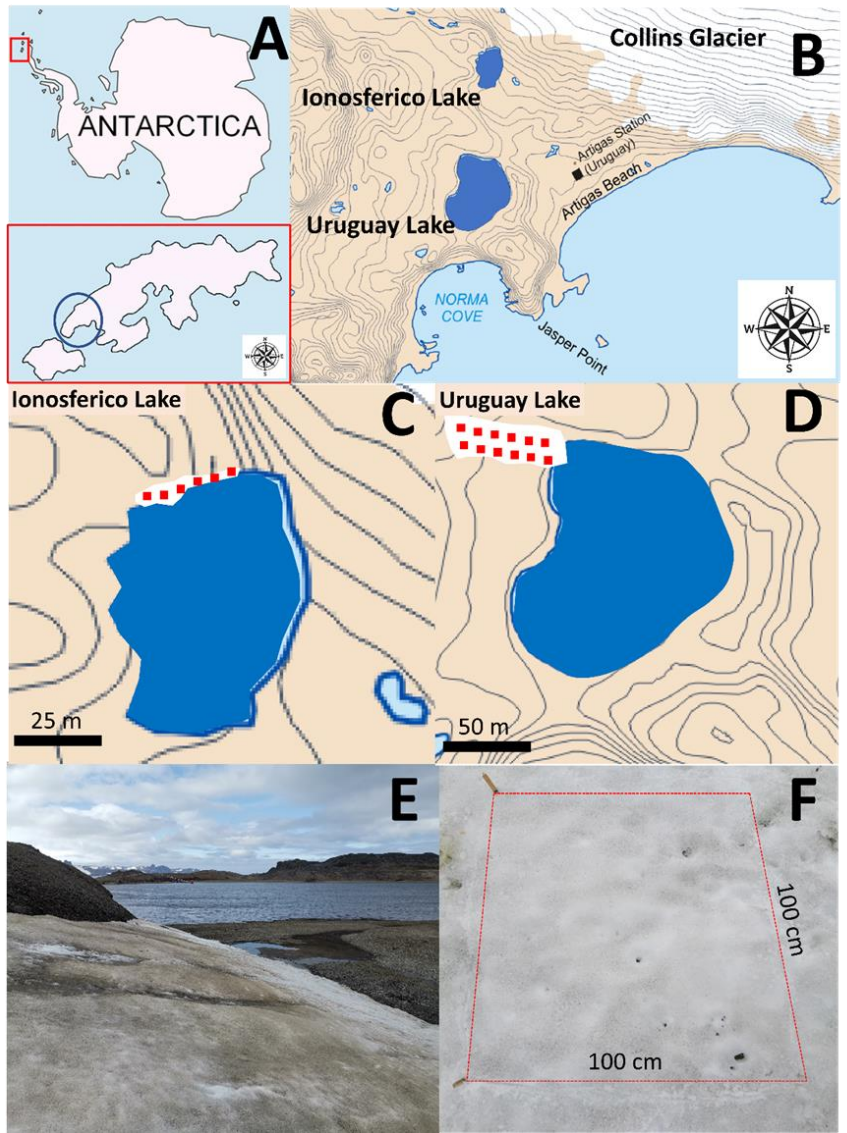 A
ANTARCTICA
N
W
E
S
B
Collins Glacier
Ionosferico Lake
Artigas Station
(Uruguay)
Artigas Beach
Uruguay Lake
NORMA
COVE
Jasper Point
N
W
E
S
Ionosferico Lake
C
25 m
Uruguay Lake
D
50 m
E
F
100 cm
100 cm